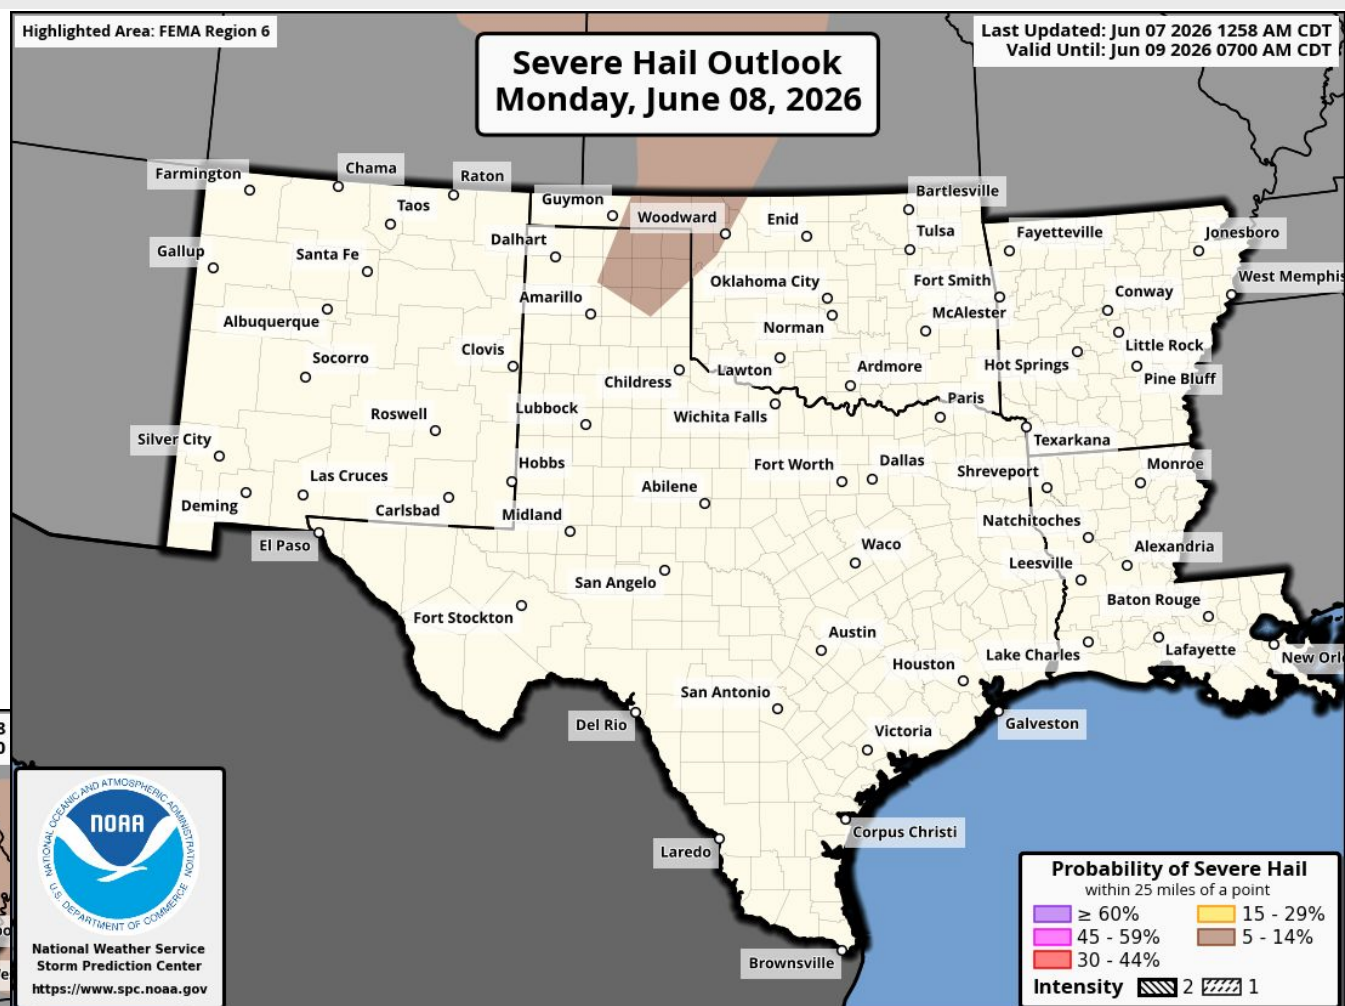 Highlighted Area: FEMA Region 6
Last Updated: Jun 07 2026 1258 AM CDT
Valid Until: Jun 09 2026 0700 AM CDT
Severe Hail Outlook
Monday, June 08, 2026
Farmington
Chama
Raton
Taos
Guymon
Woodward
Enid
Bartlesville
Tulsa
Fayetteville
Jonesboro
Gallup
Santa Fe
Dalhart
Oklahoma City
Fort Smith
West Memphis
Albuquerque
Amarillo
Norman
McAlester
Conway
Little Rock
Socorro
Clovis
Childress
Lawton
Ardmore
Hot Springs
Pine Bluff
Roswell
Lubbock
Wichita Falls
Paris
Texarkana
Silver City
Las Cruces
Hobbs
Abilene
Fort Worth
Dallas
Shreveport
Monroe
Deming
Carlsbad
Midland
Natchitoches
El Paso
San Angelo
Waco
Leesville
Alexandria
Fort Stockton
Austin
Baton Rouge
Houston
Lake Charles
Lafayette
New Orl
San Antonio
Del Rio
Victoria
Galveston
Laredo
Corpus Christi
Brownsville
8
0
NATIONAL OCEANIC AND ATMOSPHERIC ADMINISTRATION
NOAA
U.S. DEPARTMENT OF COMMERCE
National Weather Service
Storm Prediction Center
https://www.spc.noaa.gov
Probability of Severe Hail
within 25 miles of a point
≥ 60%
15 - 29%
45 - 59%
5 - 14%
30 - 44%
Intensity 2 1